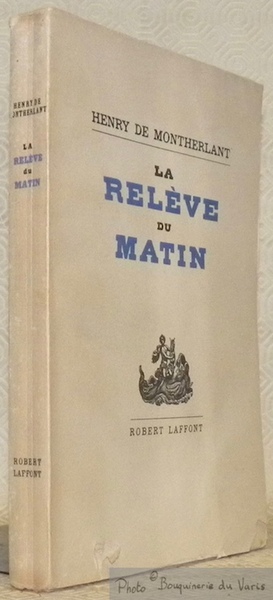 HENRY DE
MONTHERLANT
LA
RELÈVE
du
MATIN
ROBERT
LAFFONT
HENRY DE MONTHERLANT
LA
RELÈVE
DU
MATIN
ROBERT LAFFONT
Photo © Bouquinerie du Varis